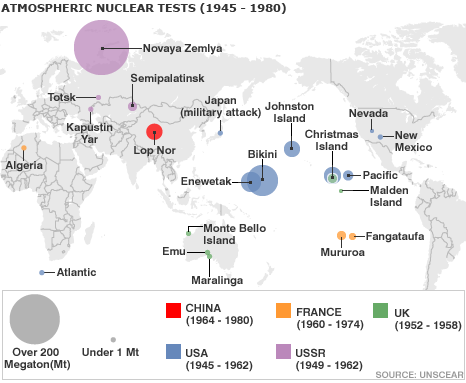 ATMOSPHERIC NUCLEAR TESTS (1945 - 1980)
Novaya Zemlya
Semipalatinsk
Totsk
Kapustin
Yar
Japan
(military attack)
Johnston
Island
Nevada
New
Mexico
Christmas
Island
Lop Nor
Bikini
Algeria
Enewetak
Pacific
Malden
Island
Monte Bello
Island
Emu
Maralinga
Fangataufa
Mururoa
Atlantic
Over 200
Megaton(Mt)
Under 1 Mt
CHINA
(1964 - 1980)
FRANCE
(1960 - 1974)
UK
(1952 - 1958)
USA
(1945 - 1962)
USSR
(1949 - 1962)
SOURCE: UNSCEAR